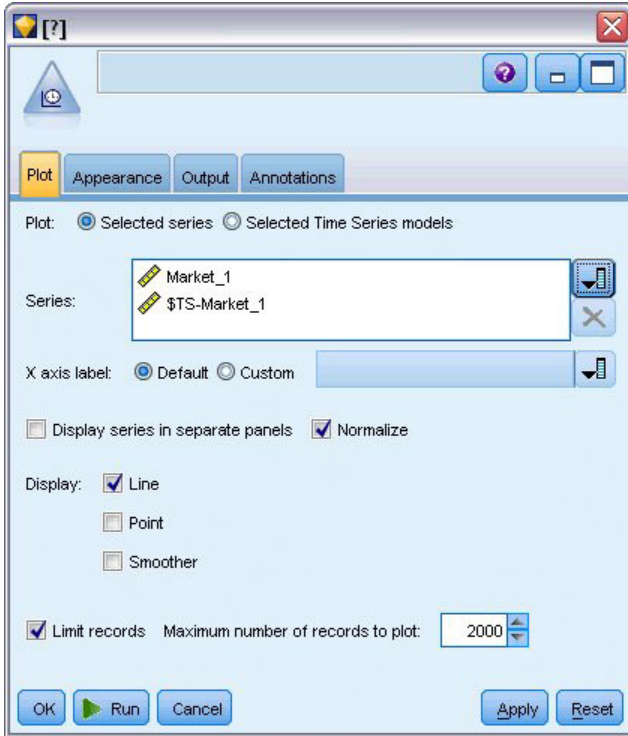 [?]
Plot Appearance Output Annotations
Plot: Selected series Selected Time Series models
Market_1
Series: $TS-Market_1
X axis label: Default Custom
Display series in separate panels Normalize
Display: Line
Point
Smoother
Limit records Maximum number of records to plot: 2000
OK Run Cancel Apply Reset